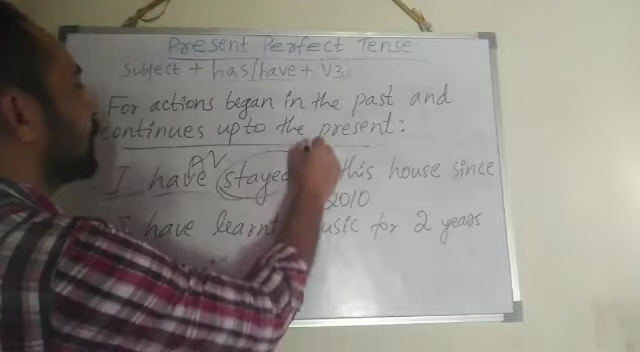 Present Perfect Tense
Subject + has/have + V3
For actions began in the past and
continues upto the present:
AV
I have stayed this house since
2010.
I have learnt music for 2 years